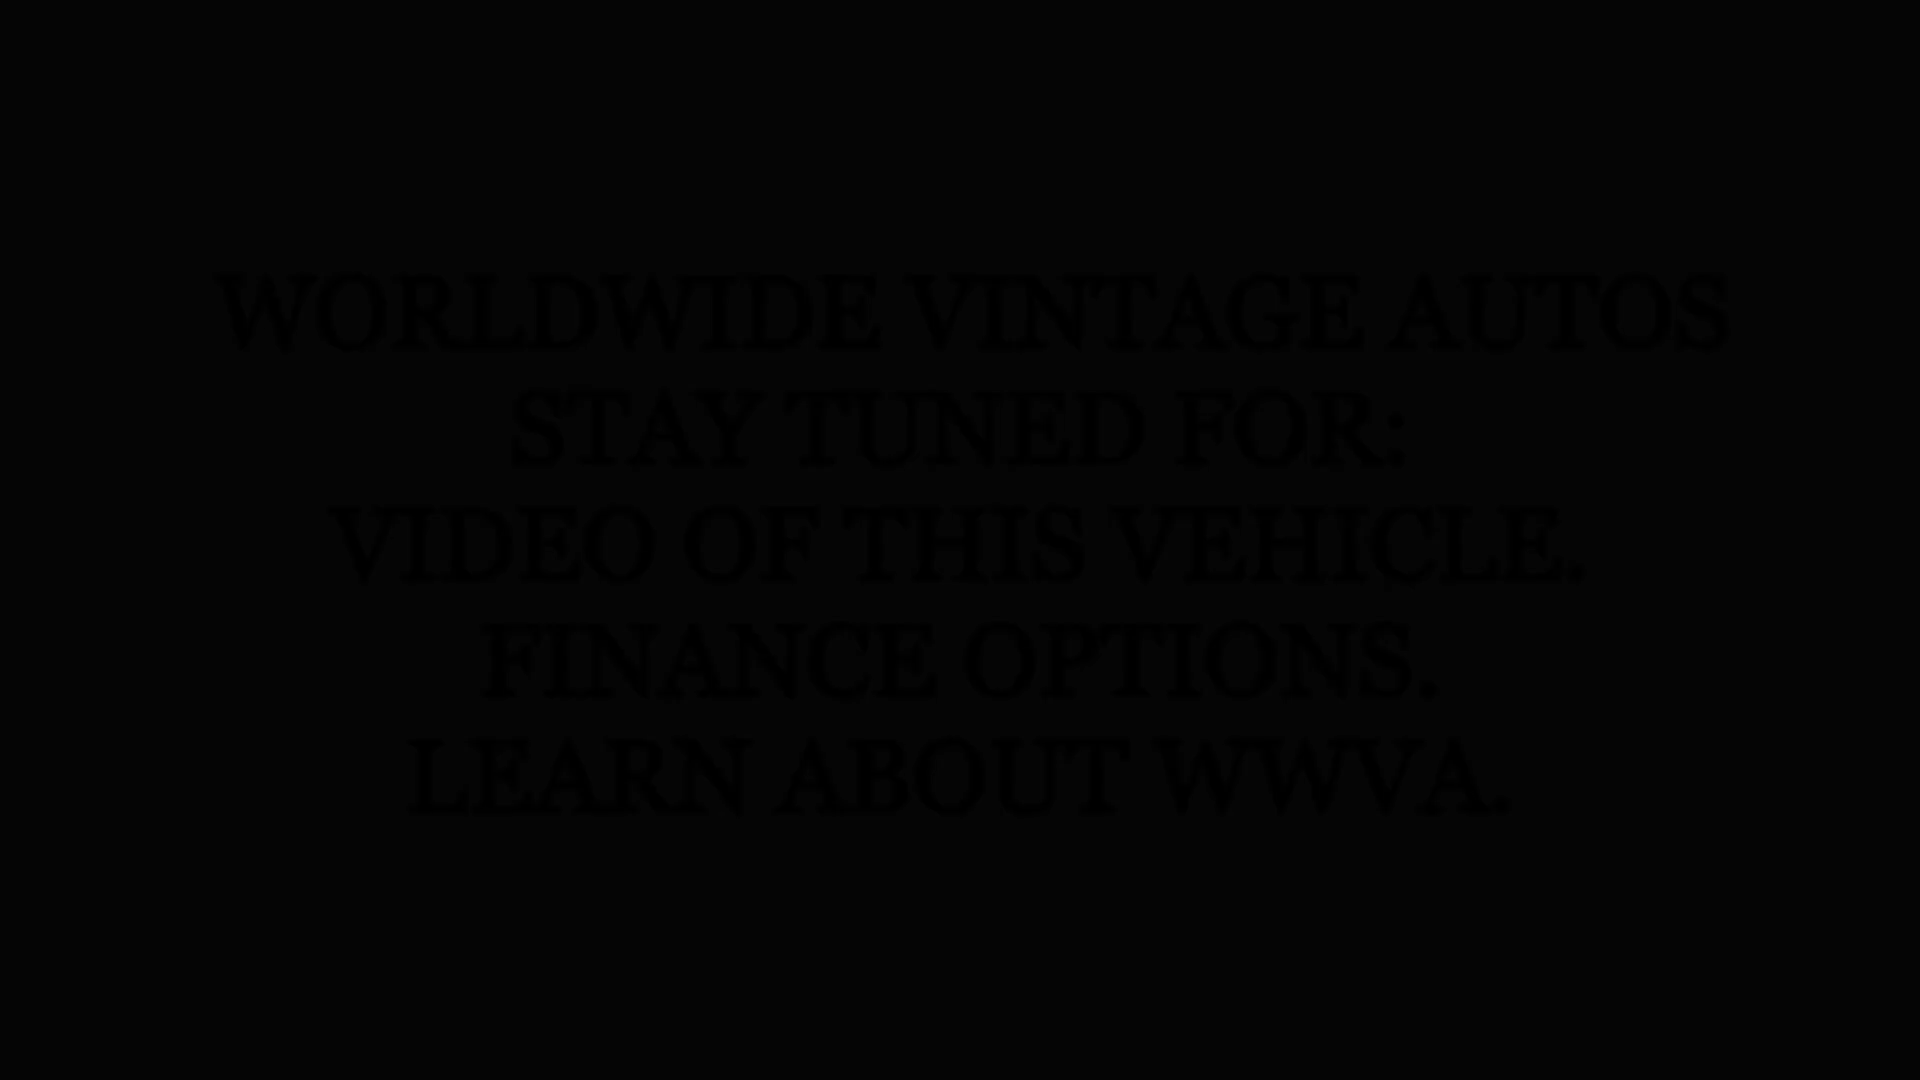 WORLDWIDE VINTAGE AUTOS
STAY TUNED FOR:
VIDEO OF THIS VEHICLE.
FINANCE OPTIONS.
LEARN ABOUT WWVA.